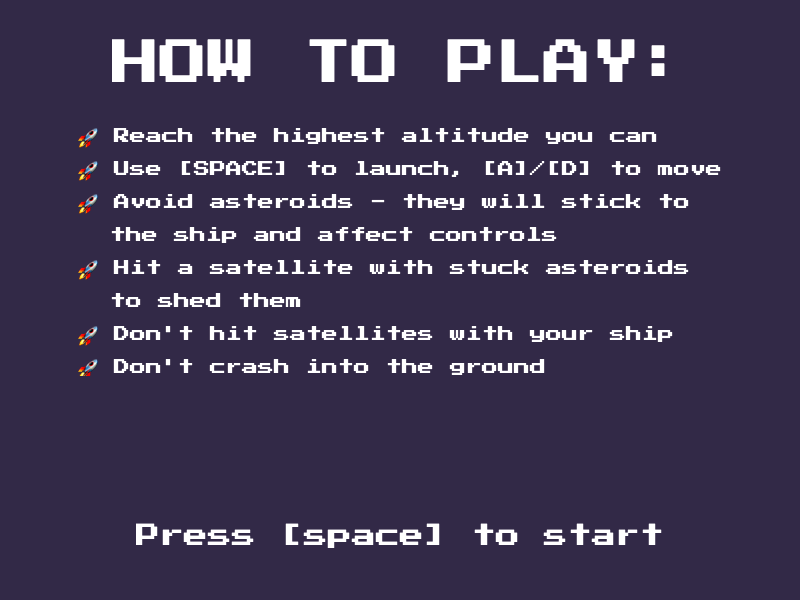 HOW TO PLAY:
🚀 Reach the highest altitude you can
🚀 Use [SPACE] to launch, [A]/[D] to move
🚀 Avoid asteroids - they will stick to
the ship and affect controls
🚀 Hit a satellite with stuck asteroids
to shed them
🚀 Don't hit satellites with your ship
🚀 Don't crash into the ground
Press [space] to start